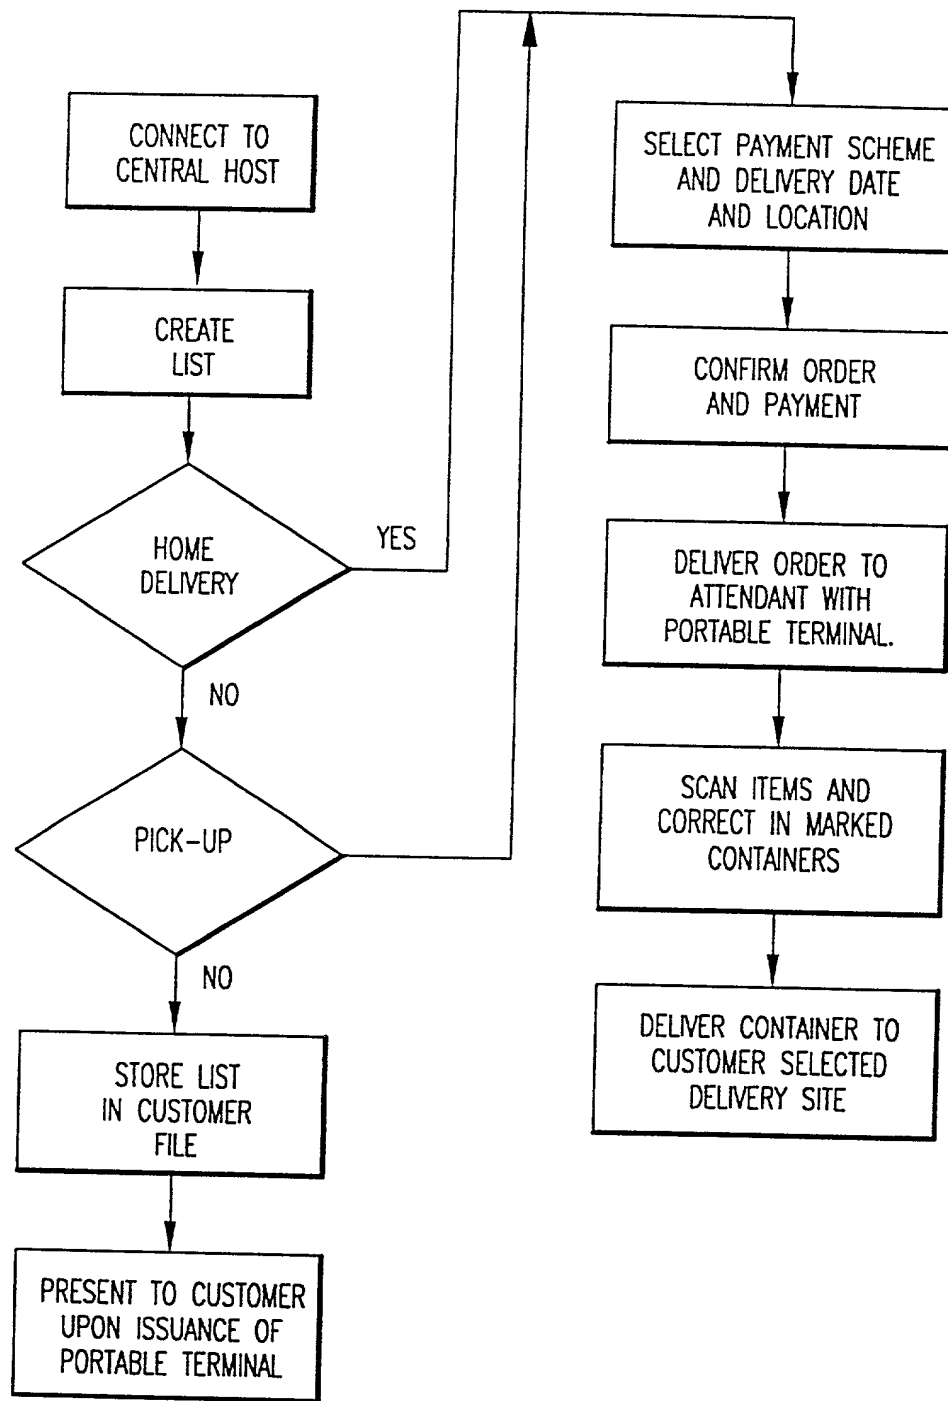 CONNECT TO
CENTRAL HOST
CREATE
LIST
HOME
DELIVERY
YES
NO
PICK-UP
NO
STORE LIST
IN CUSTOMER
FILE
PRESENT TO CUSTOMER
UPON ISSUANCE OF
PORTABLE TERMINAL
SELECT PAYMENT SCHEME
AND DELIVERY DATE
AND LOCATION
CONFIRM ORDER
AND PAYMENT
DELIVER ORDER TO
ATTENDANT WITH
PORTABLE TERMINAL.
SCAN ITEMS AND
CORRECT IN MARKED
CONTAINERS
DELIVER CONTAINER TO
CUSTOMER SELECTED
DELIVERY SITE